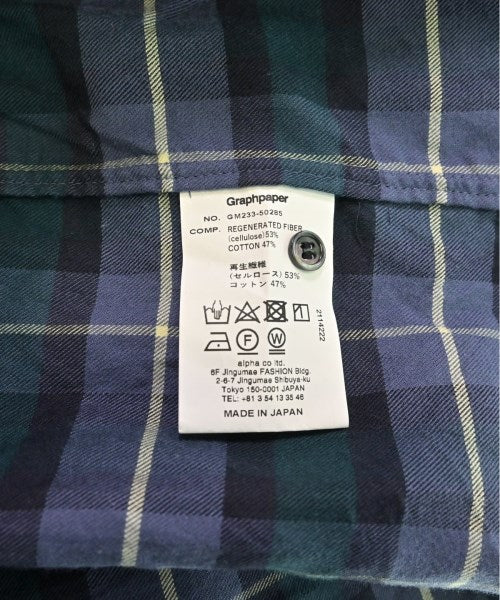 Graphpaper
NO. GM233-50285
COMP. REGENERATED FIBER
(cellulose) 53%
COTTON 47%
再生繊維
(セルロース) 53%
コットン 47%
F W
2114222
alpha co ltd.
6F Jingumae FASHION Bldg.
2-6-7 Jingumae Shibuya-ku
Tokyo 150-0001 JAPAN
TEL: +81 3 54 13 35 46
MADE IN JAPAN